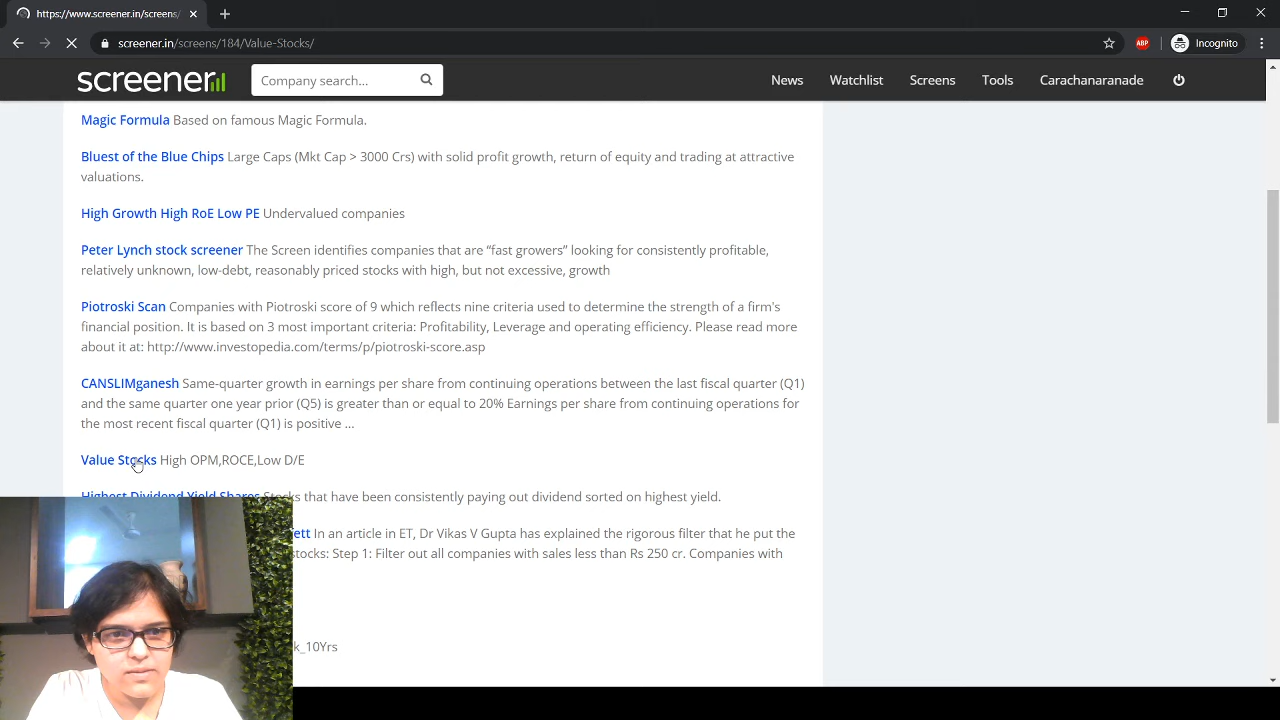 https://www.screener.in/screens/
screener.in/screens/184/Value-Stocks/
ABP
Incognito
screener
Company search...
News
Watchlist
Screens
Tools
Carachanaranade
Magic Formula Based on famous Magic Formula.
Bluest of the Blue Chips Large Caps (Mkt Cap > 3000 Crs) with solid profit growth, return of equity and trading at attractive
valuations.
High Growth High RoE Low PE Undervalued companies
Peter Lynch stock screener The Screen identifies companies that are “fast growers” looking for consistently profitable,
relatively unknown, low-debt, reasonably priced stocks with high, but not excessive, growth
Piotroski Scan Companies with Piotroski score of 9 which reflects nine criteria used to determine the strength of a firm's
financial position. It is based on 3 most important criteria: Profitability, Leverage and operating efficiency. Please read more
about it at: http://www.investopedia.com/terms/p/piotroski-score.asp
CANSLIMganesh Same-quarter growth in earnings per share from continuing operations between the last fiscal quarter (Q1)
and the same quarter one year prior (Q5) is greater than or equal to 20% Earnings per share from continuing operations for
the most recent fiscal quarter (Q1) is positive ...
Value Stocks High OPM,ROCE,Low D/E
Highest Dividend Yield Shares Stocks that have been consistently paying out dividend sorted on highest yield.
ett In an article in ET, Dr Vikas V Gupta has explained the rigorous filter that he put the
stocks: Step 1: Filter out all companies with sales less than Rs 250 cr. Companies with
k_10Yrs